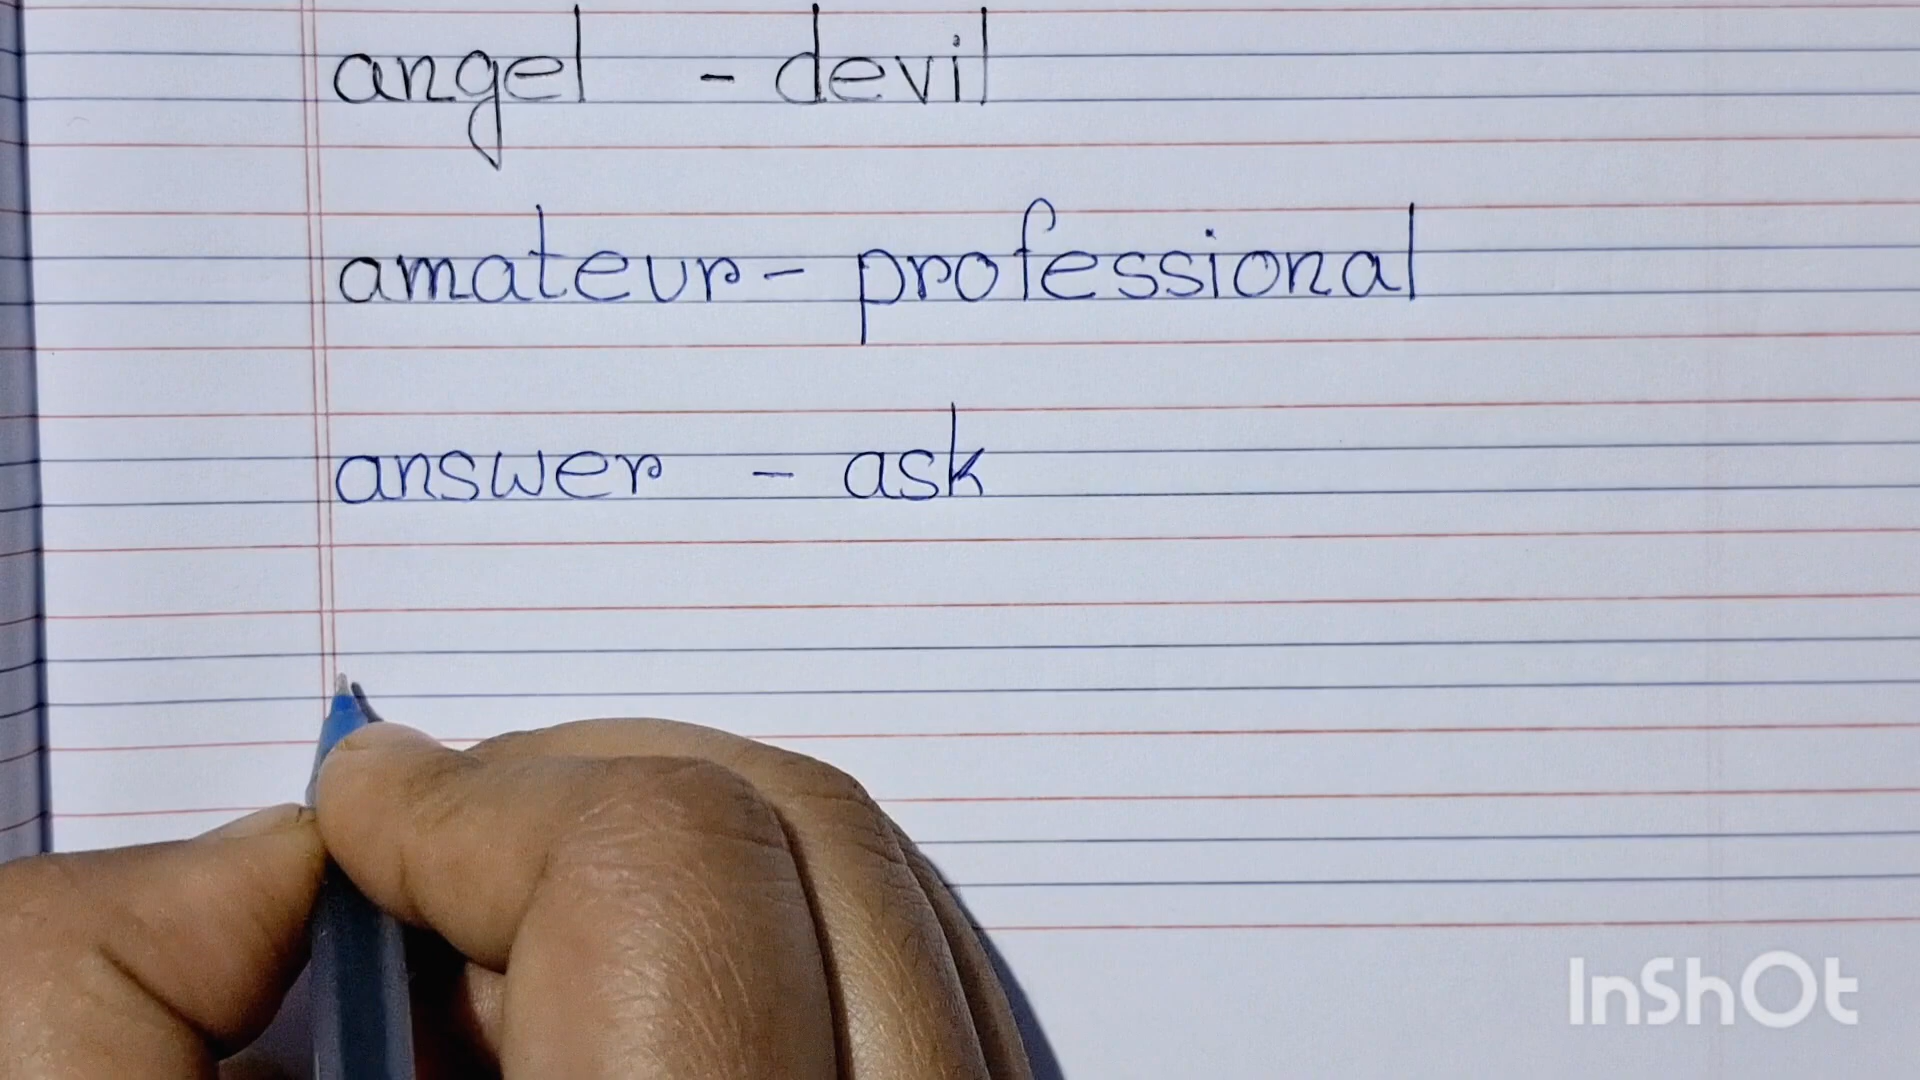 angel - devil
amateur - professional
answer - ask
InShOt